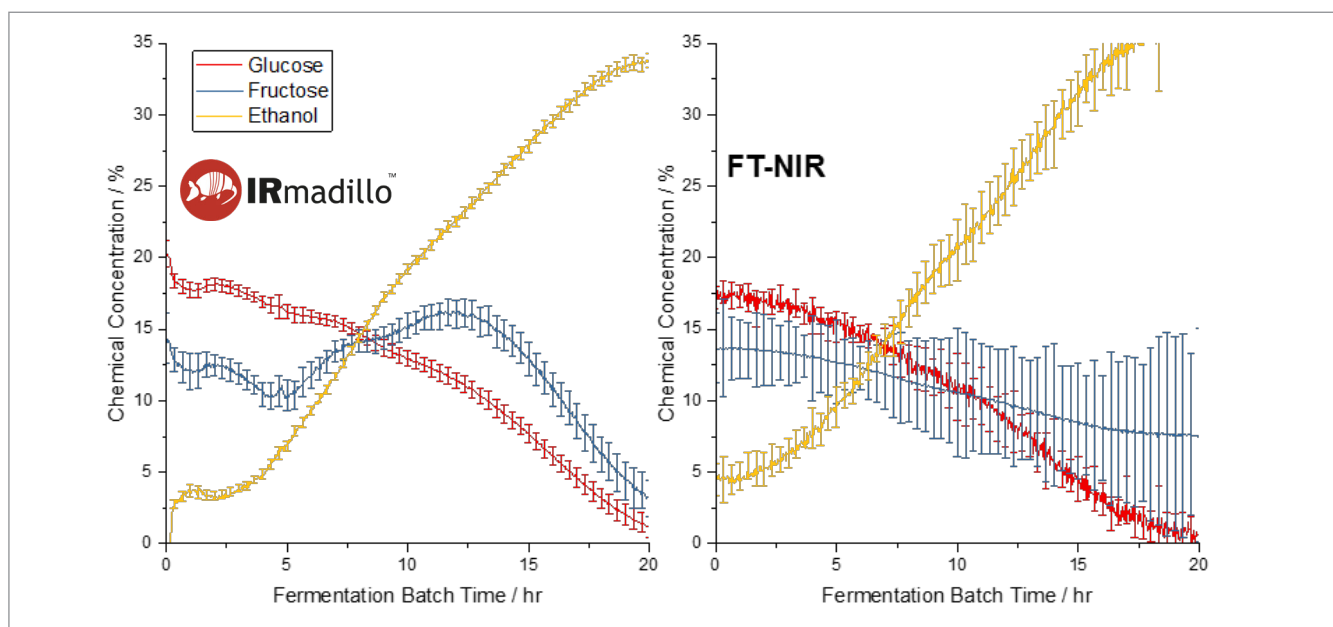 35
30
25
20
15
10
5
0
Chemical Concentration / %
Glucose
Fructose
Ethanol
IRmadillo™
0 5 10 15 20
Fermentation Batch Time / hr
35
30
25
20
15
10
5
0
Chemical Concentration / %
FT-NIR
0 5 10 15 20
Fermentation Batch Time / hr